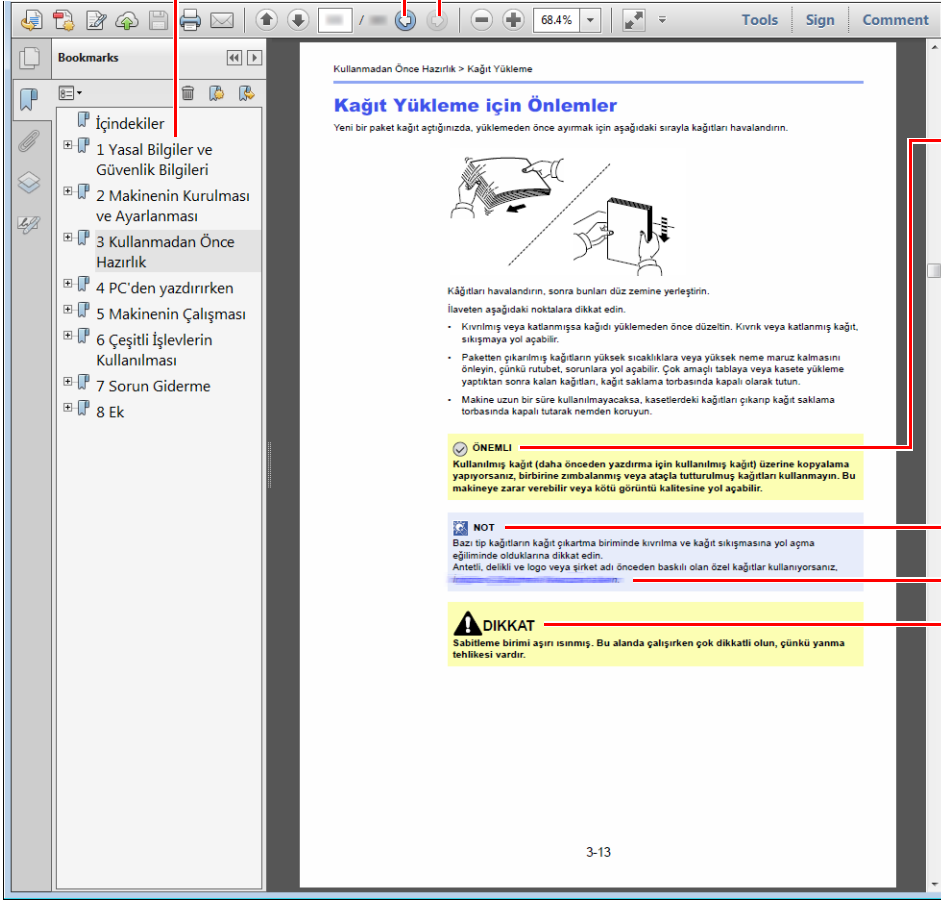 / 68.4% Tools Sign Comment
Bookmarks
İçindekiler
1 Yasal Bilgiler ve
Güvenlik Bilgileri
2 Makinenin Kurulması
ve Ayarlanması
3 Kullanmadan Önce
Hazırlık
4 PC'den yazdırırken
5 Makinenin Çalışması
6 Çeşitli İşlevlerin
Kullanılması
7 Sorun Giderme
8 Ek
Kullanmadan Önce Hazırlık > Kağıt Yükleme
Kağıt Yükleme için Önlemler
Yeni bir paket kağıt açtığınızda, yüklemeden önce ayırmak için aşağıdaki sırayla kağıtları havalandırın.
Kâğıtları havalandırın, sonra bunları düz zemine yerleştirin.
İlaveten aşağıdaki noktalara dikkat edin.
• Kıvrılmış veya katlanmışsa kağıdı yüklemeden önce düzeltin. Kıvrık veya katlanmış kağıt,
sıkışmaya yol açabilir.
• Paketten çıkarılmış kağıtların yüksek sıcaklıklara veya yüksek neme maruz kalmasını
önleyin, çünkü rutubet, sorunlara yol açabilir. Çok amaçlı tablaya veya kasete yükleme
yaptıktan sonra kalan kağıtları, kağıt saklama torbasında kapalı olarak tutun.
• Makine uzun bir süre kullanılmayacaksa, kasetlerdeki kağıtları çıkarıp kağıt saklama
torbasında kapalı tutarak nemden koruyun.
ÖNEMLI
Kullanılmış kağıt (daha önceden yazdırma için kullanılmış kağıt) üzerine kopyalama
yapıyorsanız, birbirine zımbalanmış veya ataçla tutturulmuş kağıtları kullanmayın. Bu
makineye zarar verebilir veya kötü görüntü kalitesine yol açabilir.
NOT
Bazı tip kağıtların kağıt çıkartma biriminde kıvrılma ve kağıt sıkışmasına yol açma
eğiliminde olduklarına dikkat edin.
Antetli, delikli ve logo veya şirket adı önceden baskılı olan özel kağıtlar kullanıyorsanız,
DIKKAT
Sabitleme birimi aşırı ısınmış. Bu alanda çalışırken çok dikkatli olun, çünkü yanma
tehlikesi vardır.
3-13